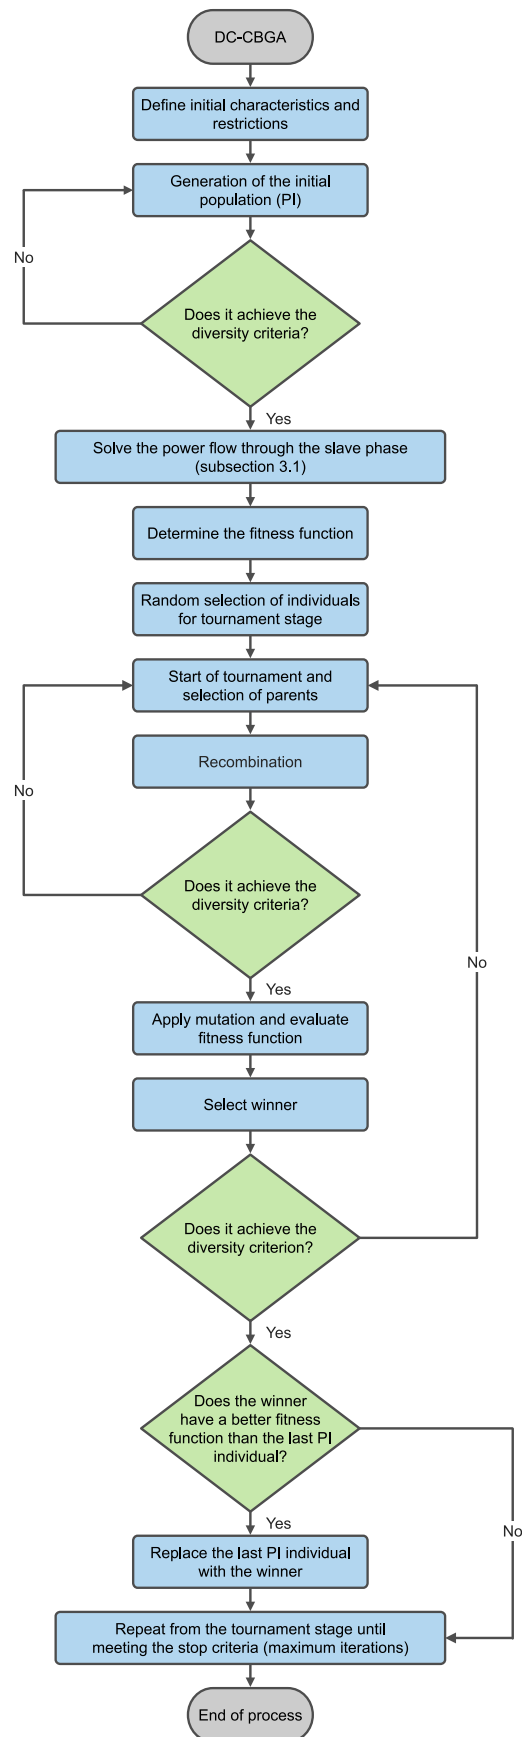 DC-CBGA
Define initial characteristics and
restrictions
Generation of the initial
population (PI)
No
Does it achieve the
diversity criteria?
Yes
Solve the power flow through the slave phase
(subsection 3.1)
Determine the fitness function
Random selection of individuals
for tournament stage
Start of tournament and
selection of parents
Recombination
No
Does it achieve the
diversity criteria?
No
Yes
Apply mutation and evaluate
fitness function
Select winner
Does it achieve the
diversity criterion?
Yes
Does the winner
have a better fitness
function than the last PI
individual?
Yes
No
Replace the last PI individual
with the winner
Repeat from the tournament stage until
meeting the stop criteria (maximum iterations)
End of process